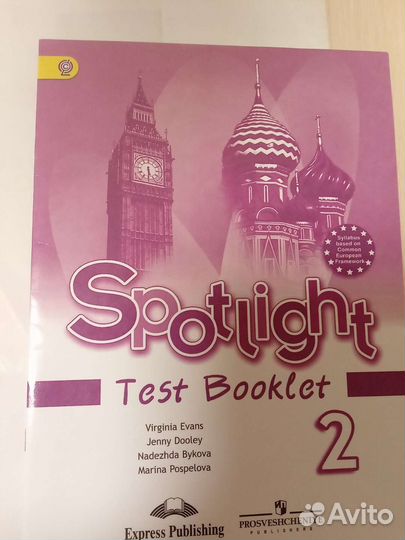 Syllabus
based on
Common
European
Framework
Spotlight
Test Booklet 2
Virginia Evans
Jenny Dooley
Nadezhda Bykova
Marina Pospelova
Express Publishing
PROSVESHCHENIE
PUBLISHERS
Avito